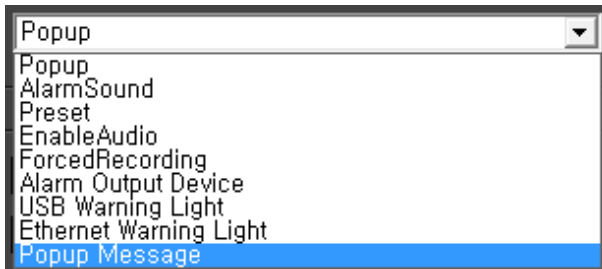 Popup
Popup
AlarmSound
Preset
EnableAudio
ForcedRecording
Alarm Output Device
USB Warning Light
Ethernet Warning Light
Popup Message